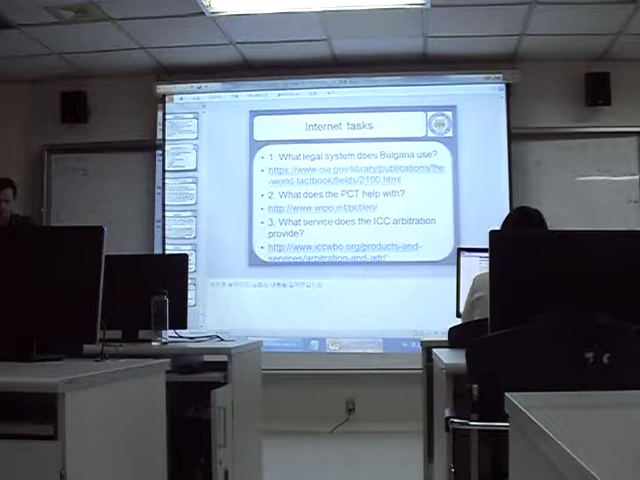 Internet tasks
• 1. What legal system does Bulgaria use?
• https://www.cia.gov/library/publications/the
-world-factbook/fields/2100.html
• 2. What does the PCT help with?
• http://www.wipo.int/pct/en/
• 3. What service does the ICC arbitration
provide?
• http://www.iccwbo.org/products-and-
services/arbitration-and-adr/